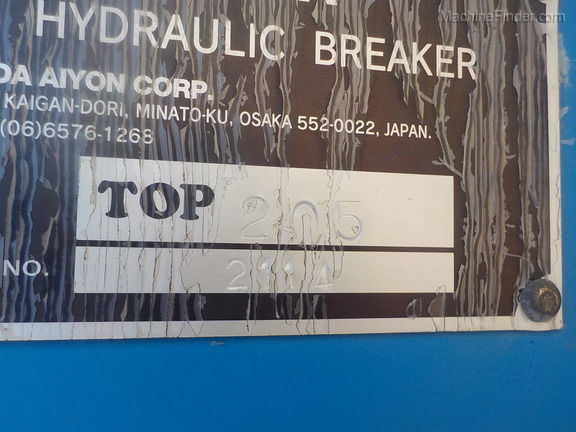 MachineFinder.com
HYDRAULIC BREAKER
DA AIYON CORP.
KAIGAN-DORI, MINATO-KU, OSAKA 552-0022, JAPAN.
(06)6576-1268
TOP 205
NO. 2114